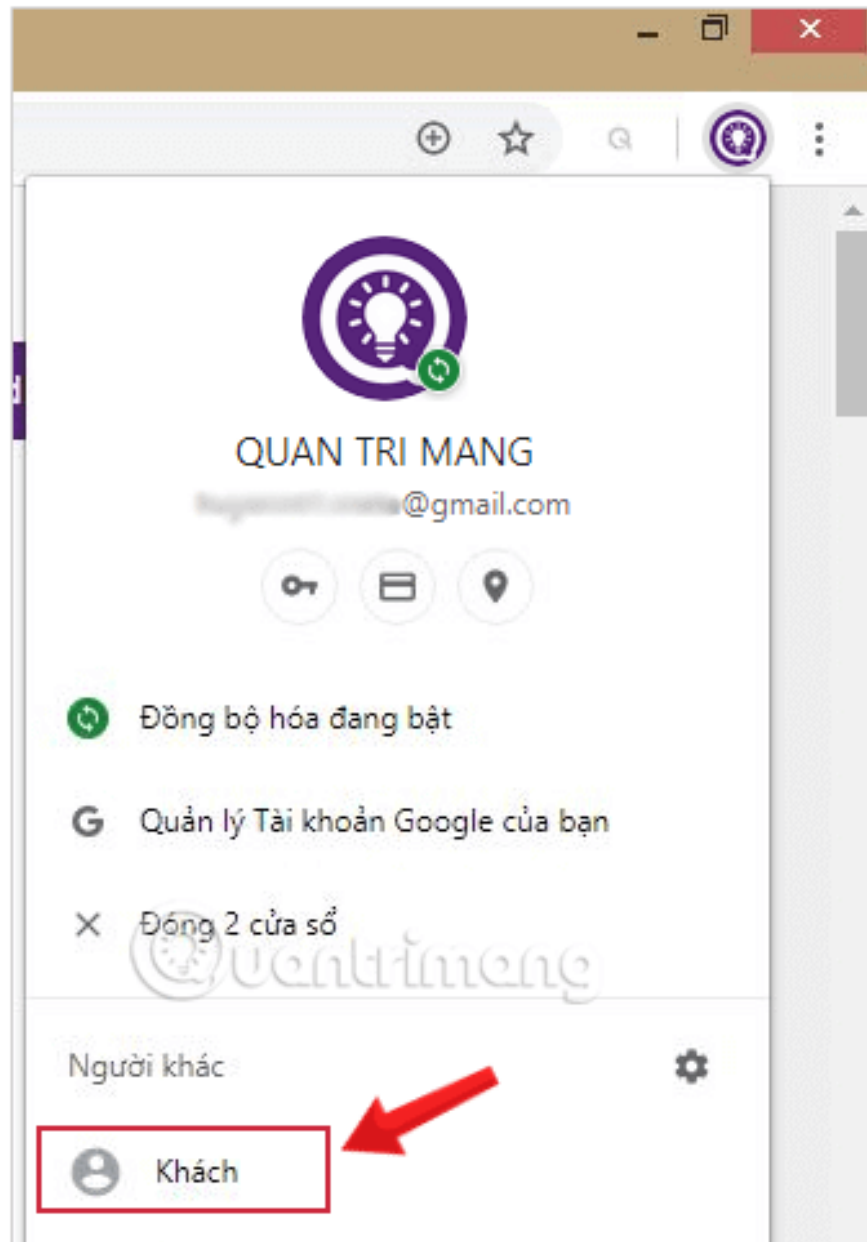 QUAN TRI MANG
@gmail.com
Đồng bộ hóa đang bật
G Quản lý Tài khoản Google của bạn
Đóng 2 cửa sổ
Quantrimang
Người khác
Khách